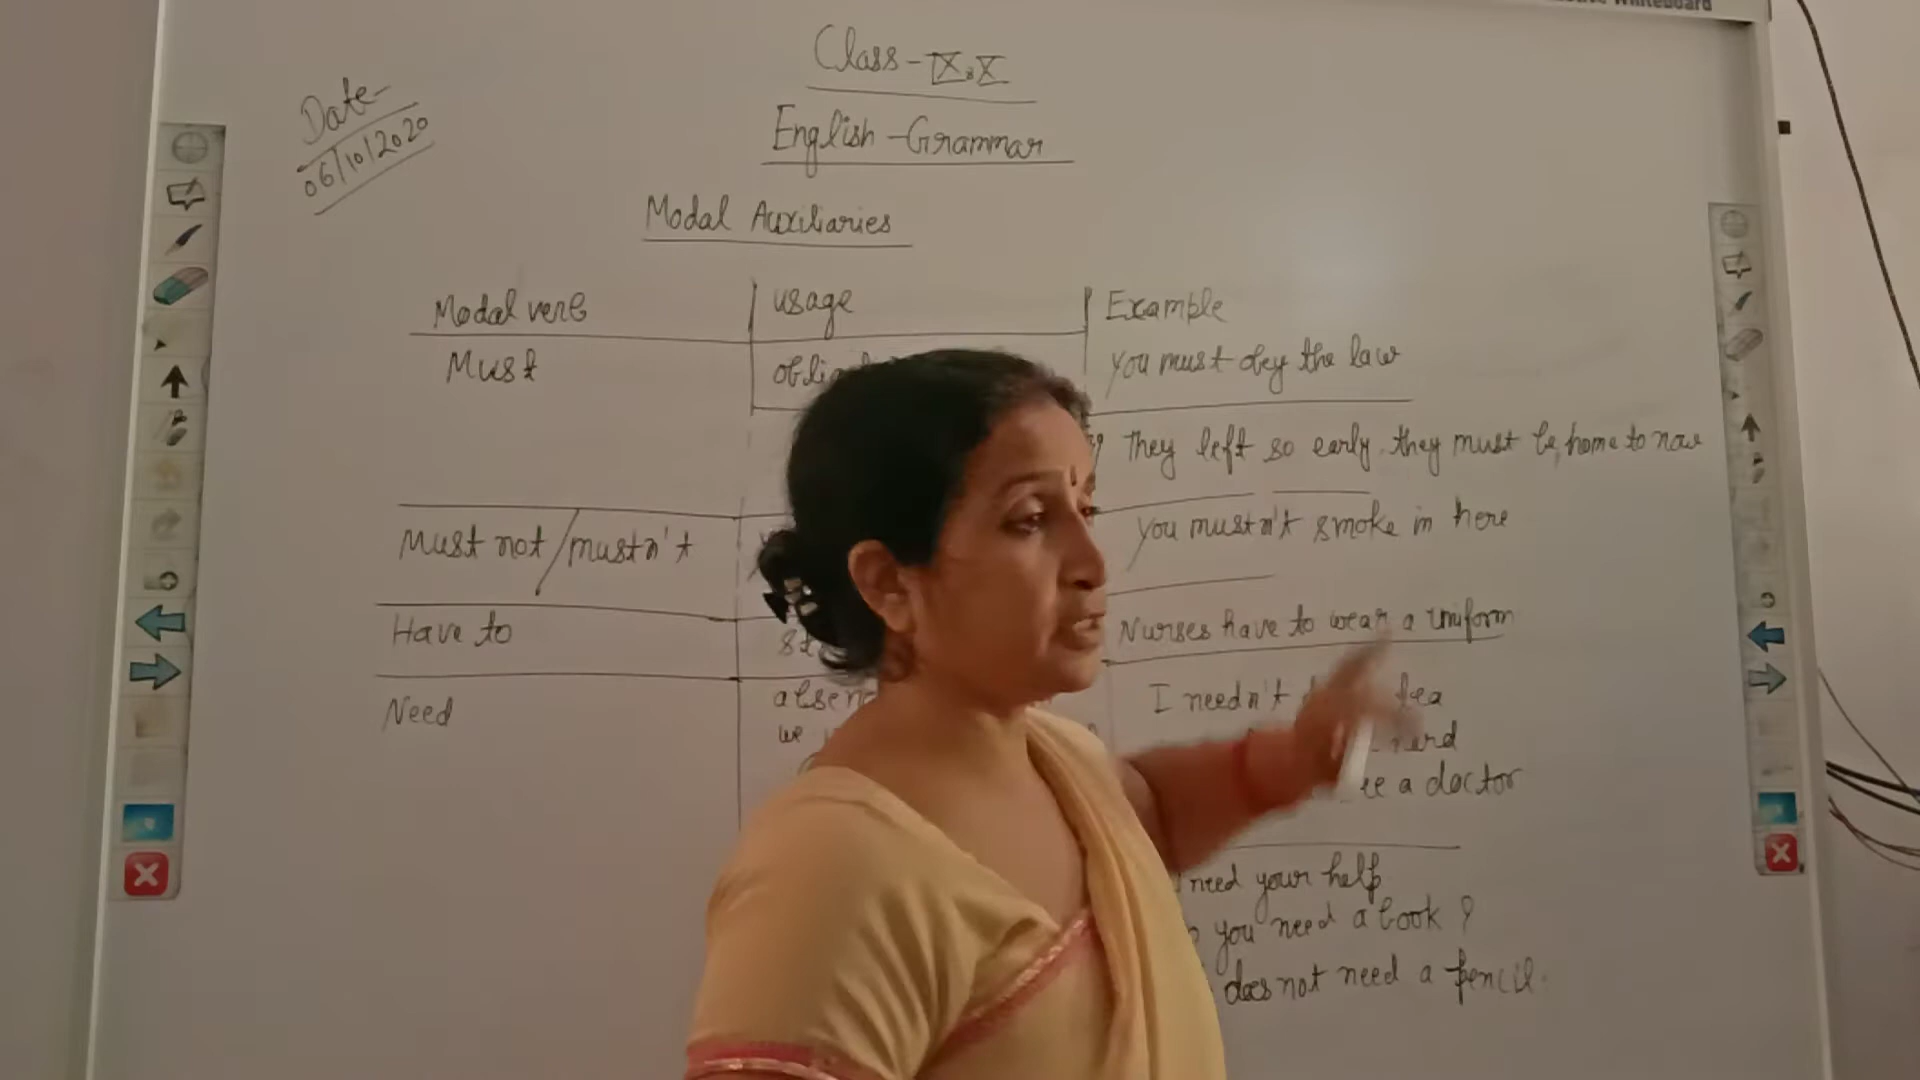 Whiteboard
Class - IX, X
Date-
06/10/2020
English - Grammar
Modal Auxiliaries
Modal verb usage Example
Must you must obey the law
They left so early. they must be home to now
Must not / mustn't you mustn't smoke in here
Have to Nurses have to wear a uniform
Need I needn't tea
we
a doctor
need your help
you need a book ?
does not need a pencil.